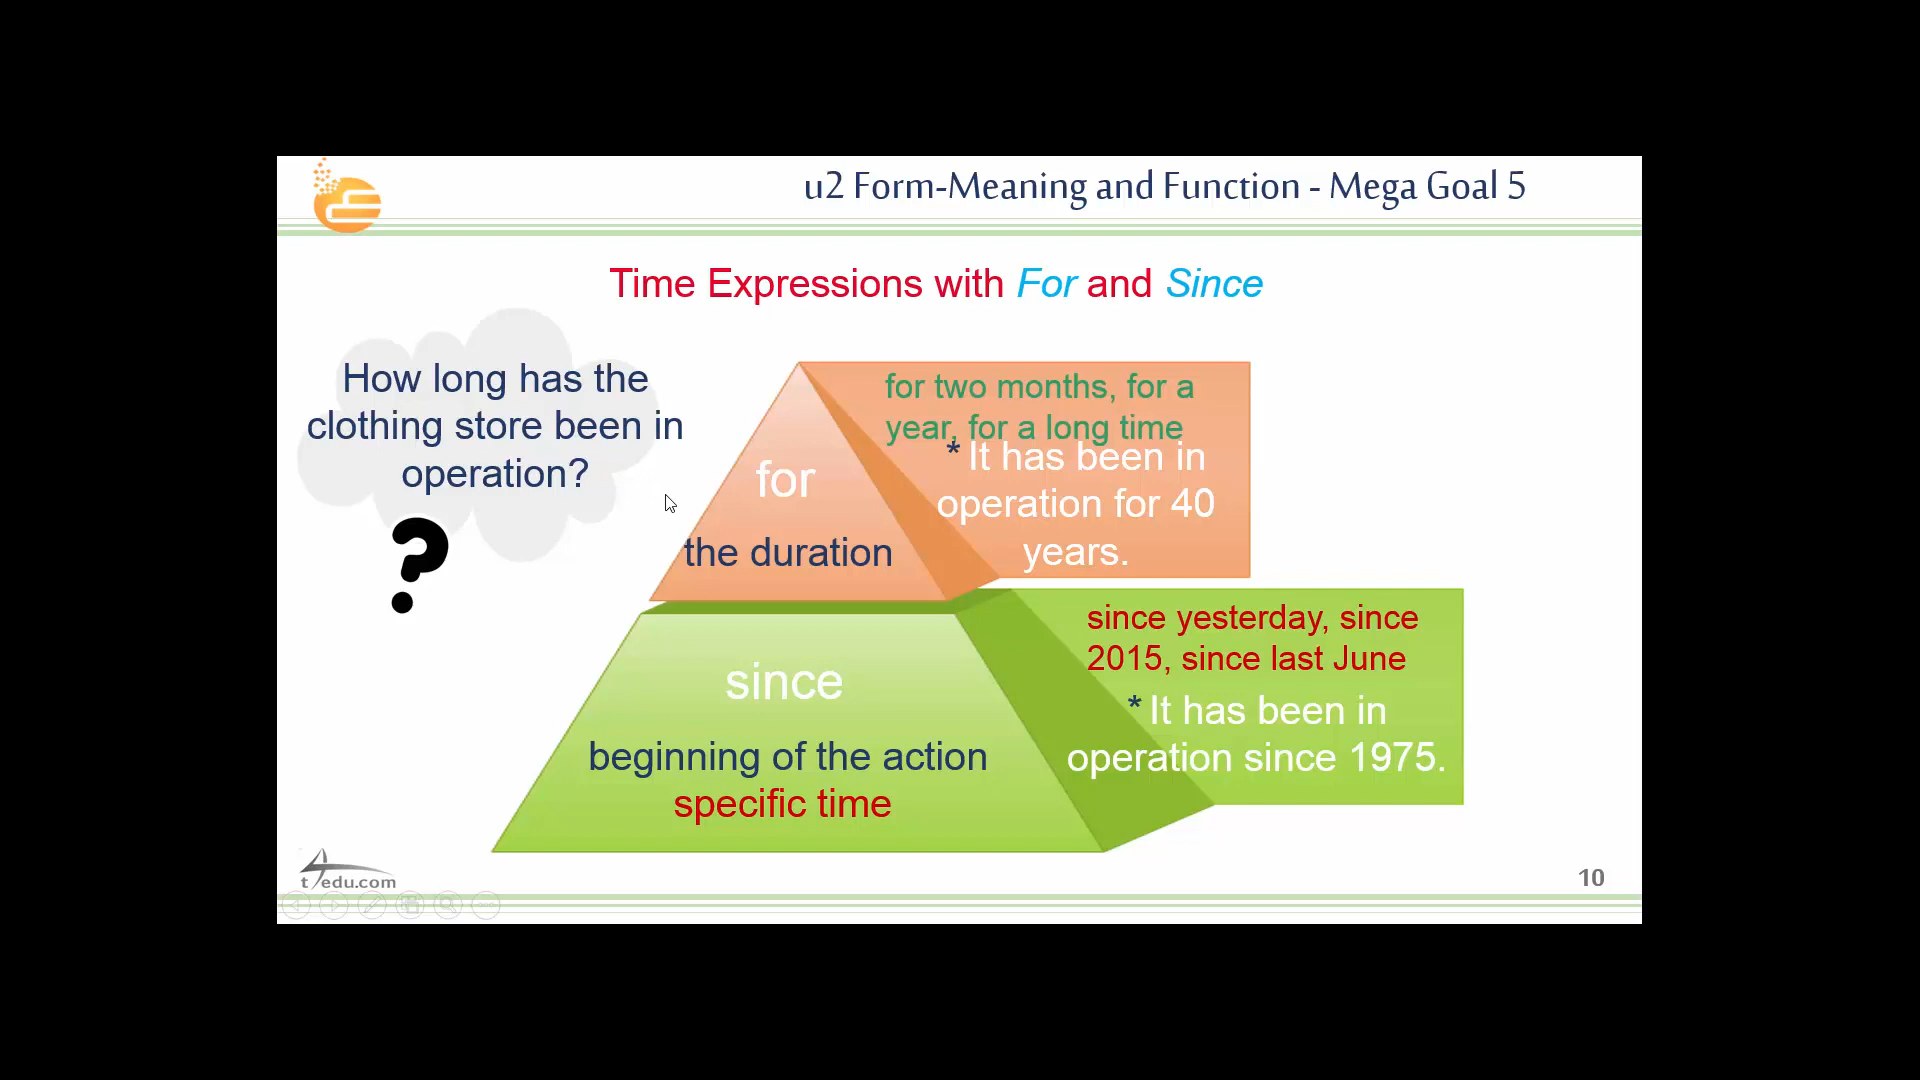 u2 Form-Meaning and Function - Mega Goal 5
Time Expressions with For and Since
How long has the
clothing store been in
operation?
?
for
the duration
for two months, for a
year, for a long time
* It has been in
operation for 40
years.
since
beginning of the action
specific time
since yesterday, since
2015, since last June
* It has been in
operation since 1975.
t4edu.com
10